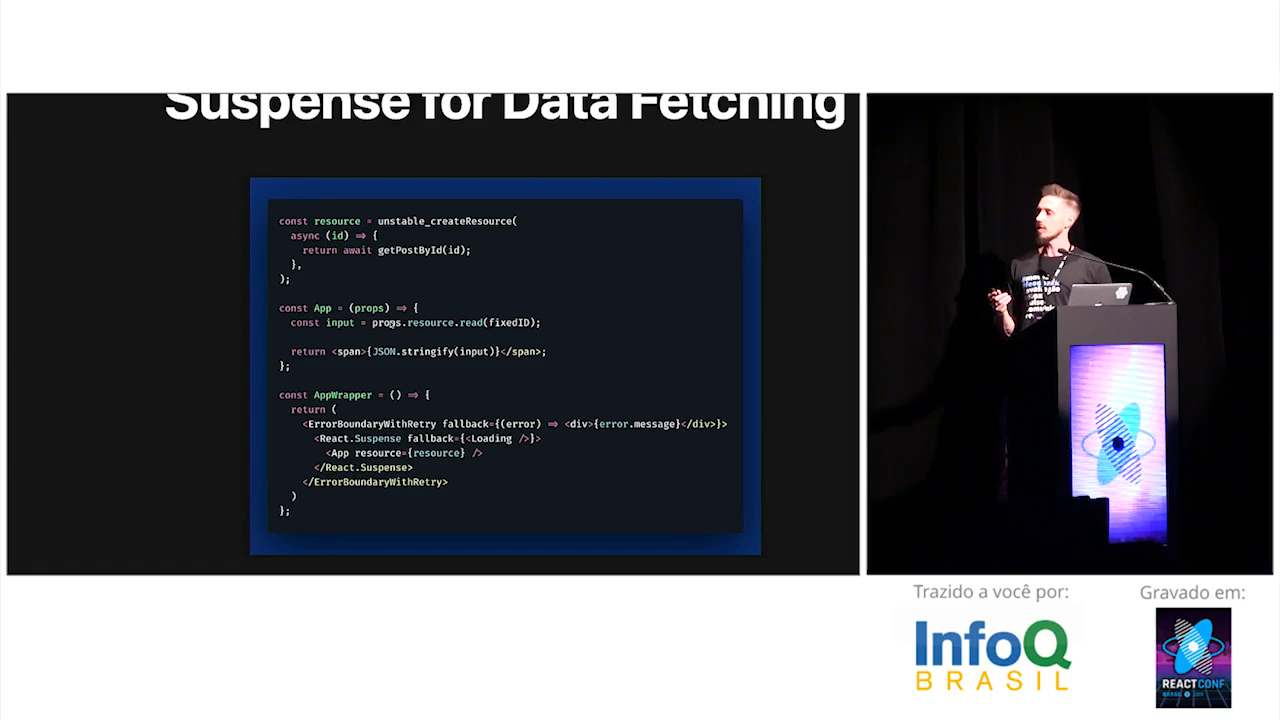 Suspense for Data Fetching
const resource = unstable_createResource(
  async (id) => {
    return await getPostById(id);
  },
);
const App = (props) => {
  const input = props.resource.read(fixedID);
  return <span>{JSON.stringify(input)}</span>;
};
const AppWrapper = () => {
  return (
    <ErrorBoundaryWithRetry fallback={(error) => <div>{error.message}</div>}>
      <React.Suspense fallback={<Loading />}>
        <App resource={resource} />
      </React.Suspense>
    </ErrorBoundaryWithRetry>
  )
};
Trazido a você por:
InfoQ
BRASIL
Gravado em:
REACTCONF
BRASIL